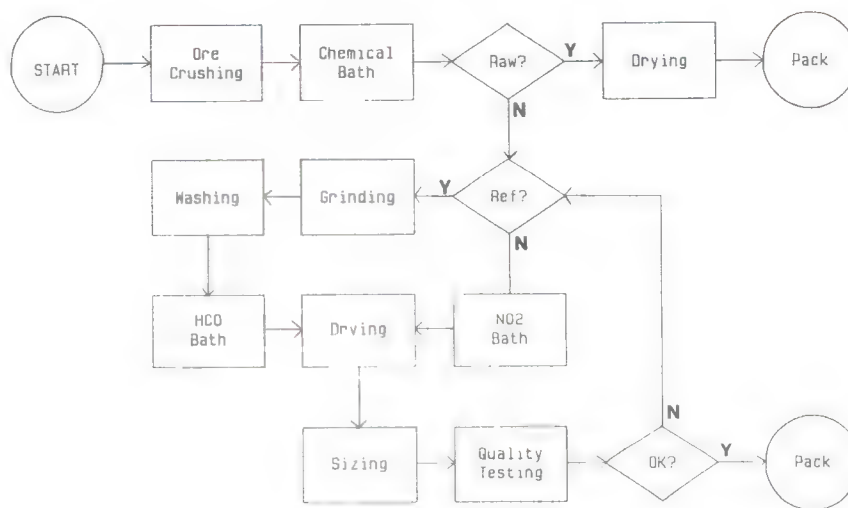 START
Ore
Crushing
Chemical
Bath
Raw?
Y
Drying
Pack
N
Washing
Grinding
Y
Ref?
N
HCO
Bath
Drying
NO2
Bath
N
Sizing
Quality
Testing
OK?
Y
Pack